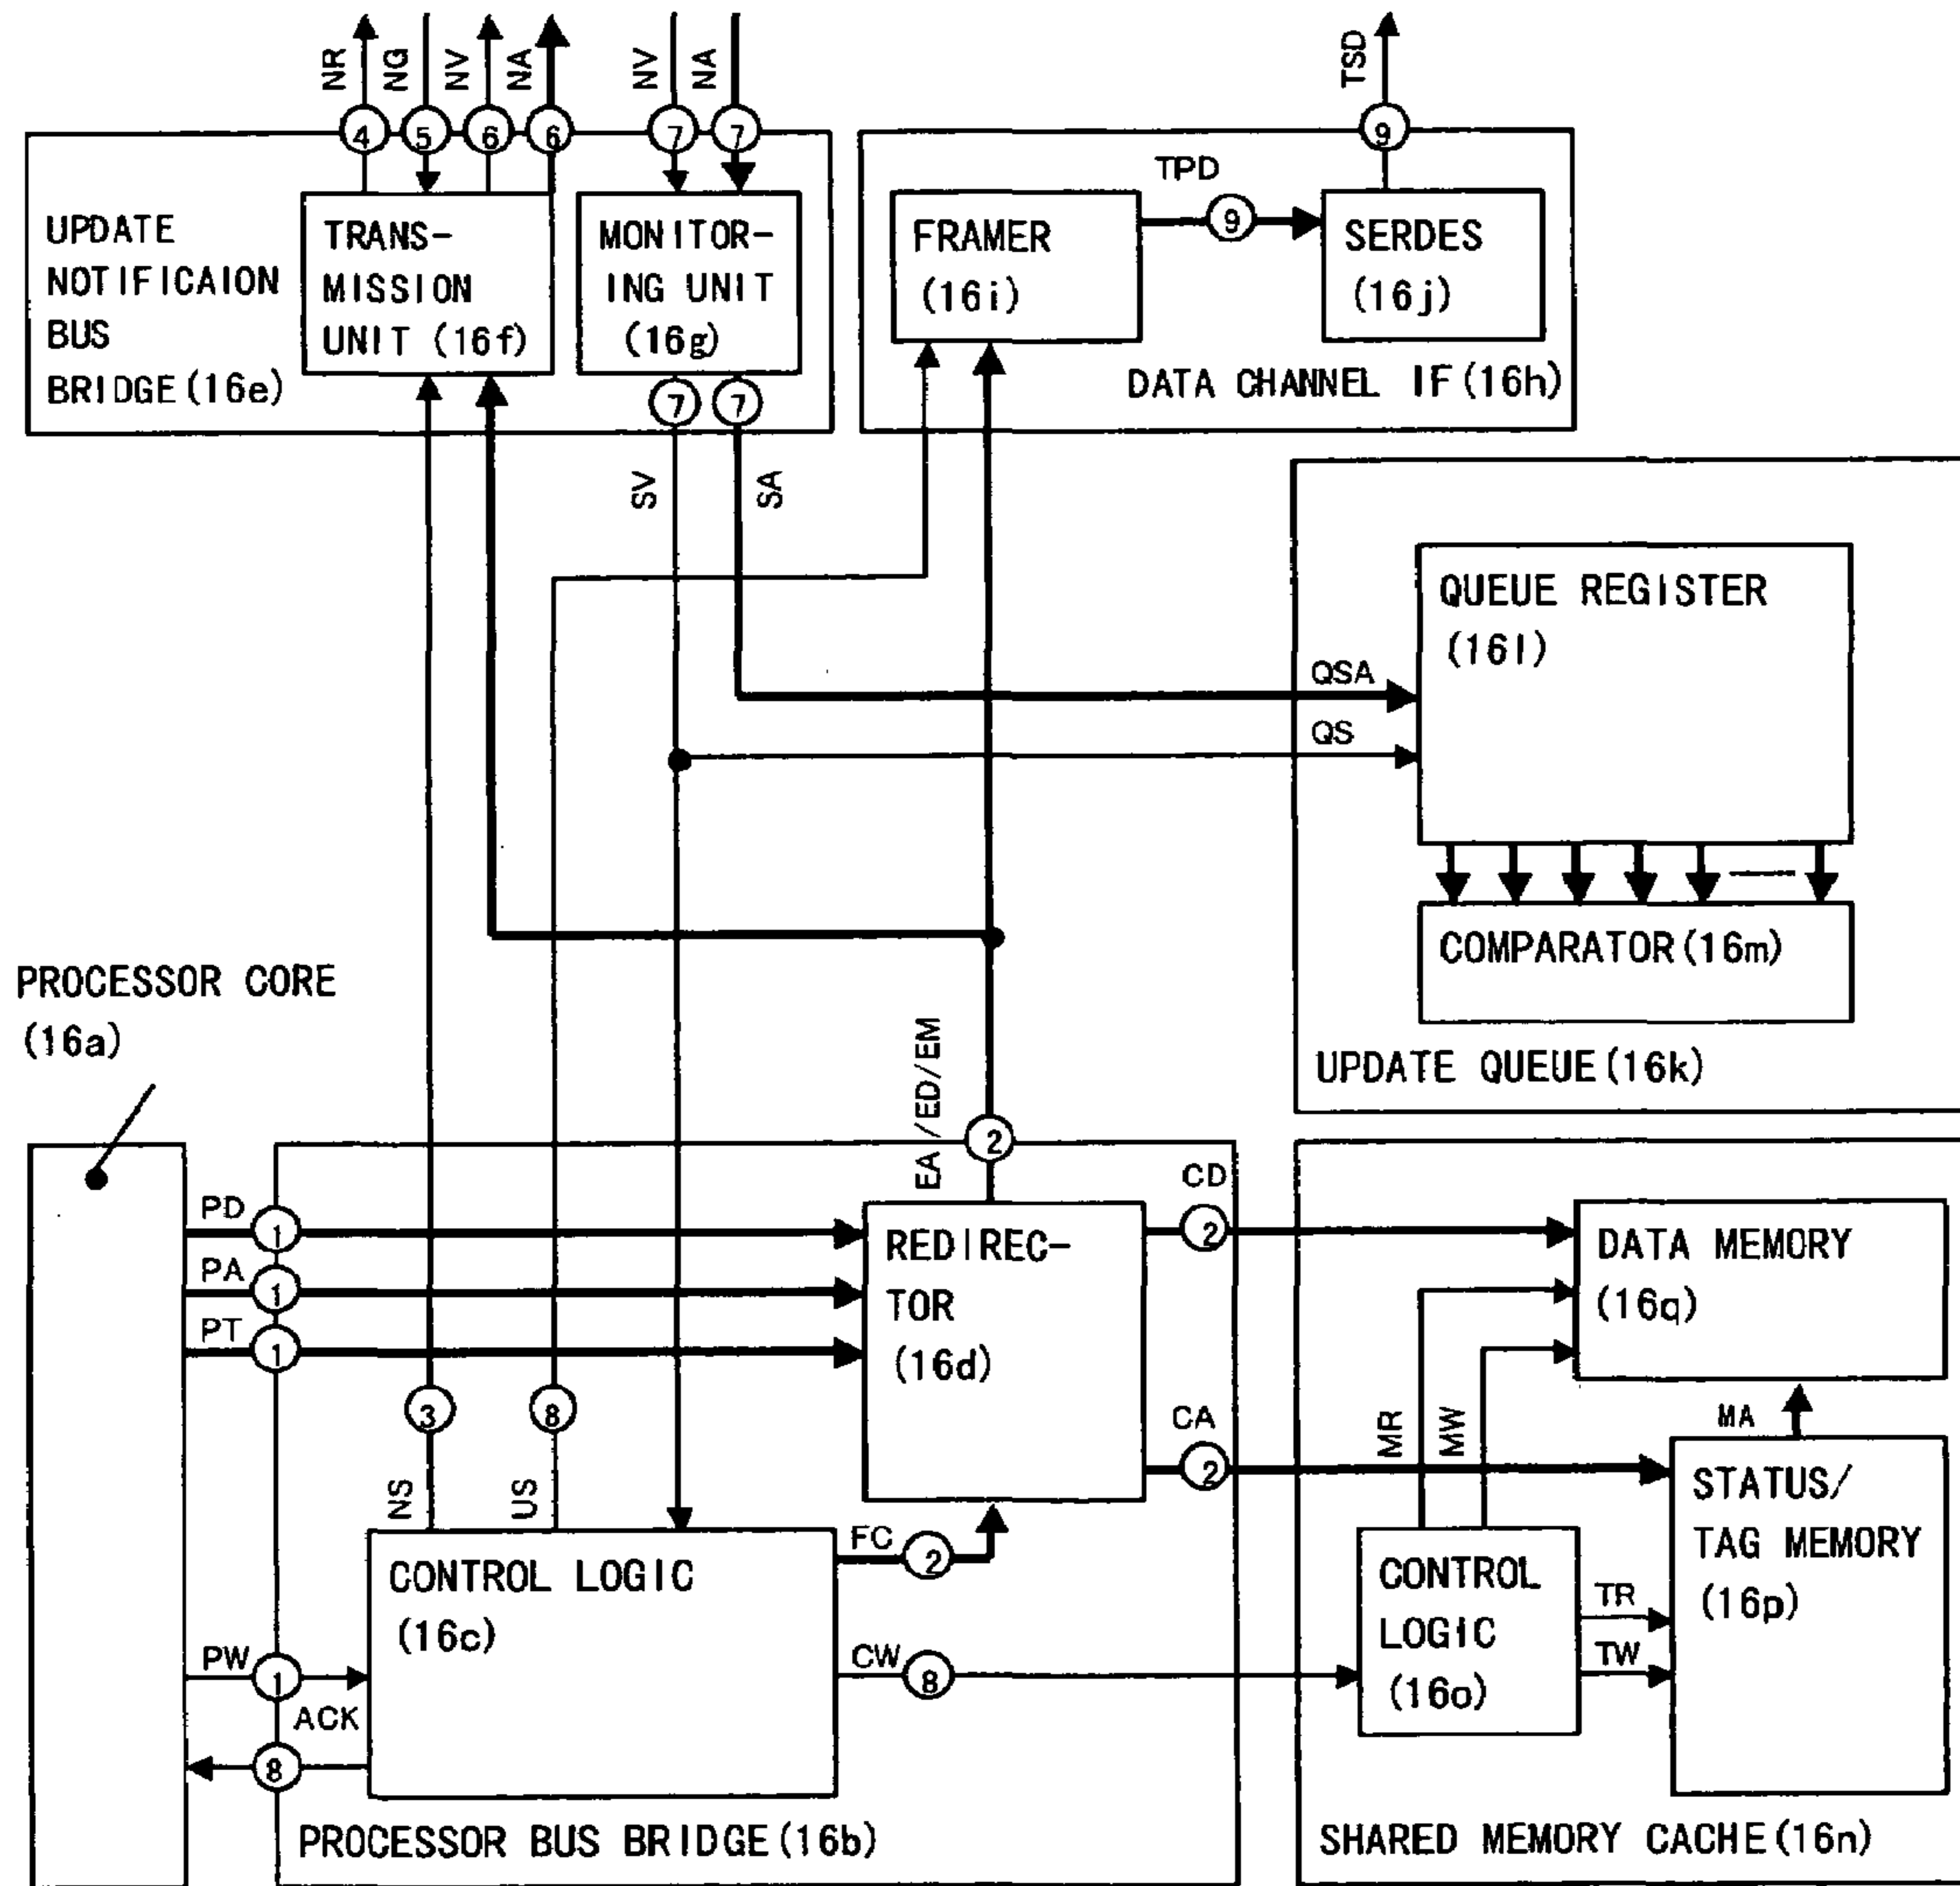 NR
NG
NV
NA
NV
NA
TSD
4
5
6
6
7
7
9
UPDATE
NOTIFICAION
BUS
BRIDGE(16e)
TRANS-
MISSION
UNIT (16f)
MONITOR-
ING UNIT
(16g)
7
7
FRAMER
(16i)
TPD
9
SERDES
(16j)
DATA CHANNEL IF(16h)
SV
SA
QUEUE REGISTER
(16l)
QSA
QS
COMPARATOR(16m)
UPDATE QUEUE(16k)
PROCESSOR CORE
(16a)
EA/ED/EM
2
PD
1
PA
1
PT
1
REDIREC-
TOR
(16d)
CD
2
CA
2
3
8
NS
US
FC
2
CONTROL LOGIC
(16c)
CW
8
PW
1
ACK
8
PROCESSOR BUS BRIDGE(16b)
DATA MEMORY
(16q)
MR
MW
MA
STATUS/
TAG MEMORY
(16p)
CONTROL
LOGIC
(16o)
TR
TW
SHARED MEMORY CACHE(16n)